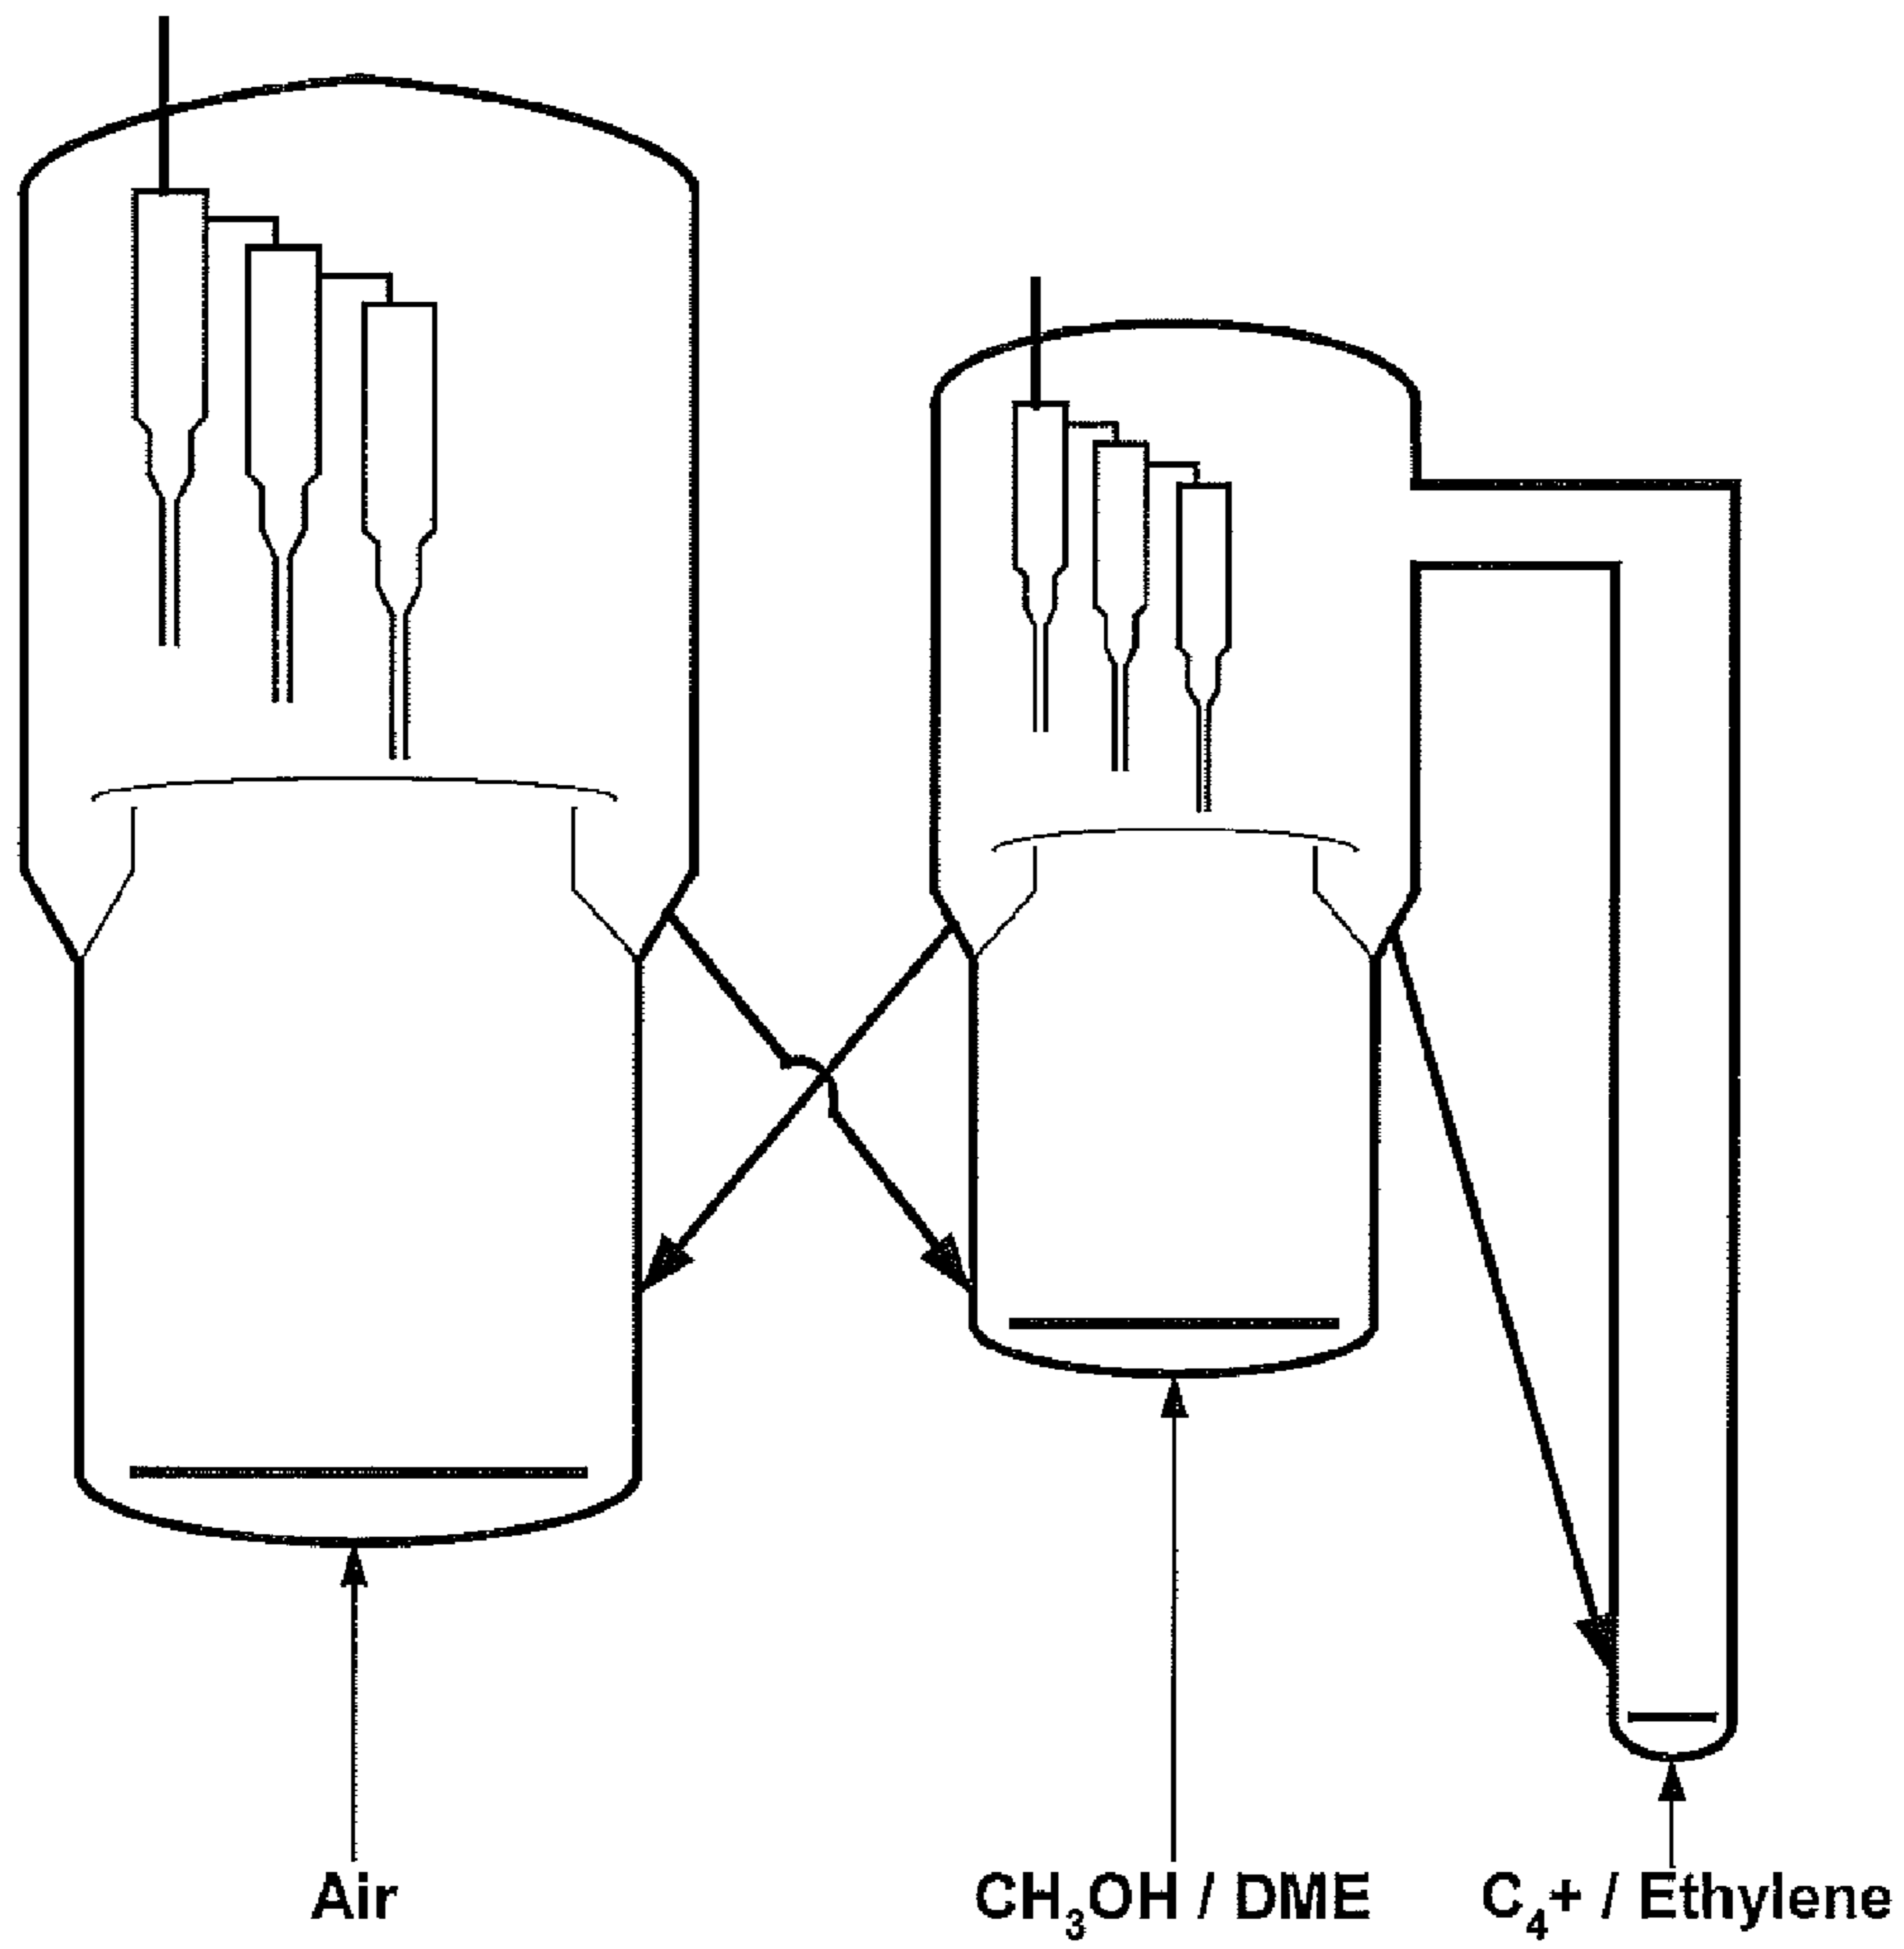 Air
CH₃OH / DME
C₄+ / Ethylene